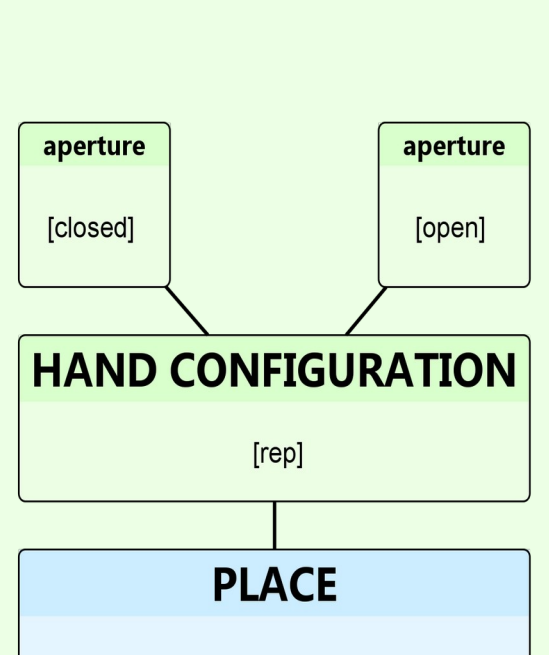 aperture
[closed]
aperture
[open]
HAND CONFIGURATION
[rep]
PLACE